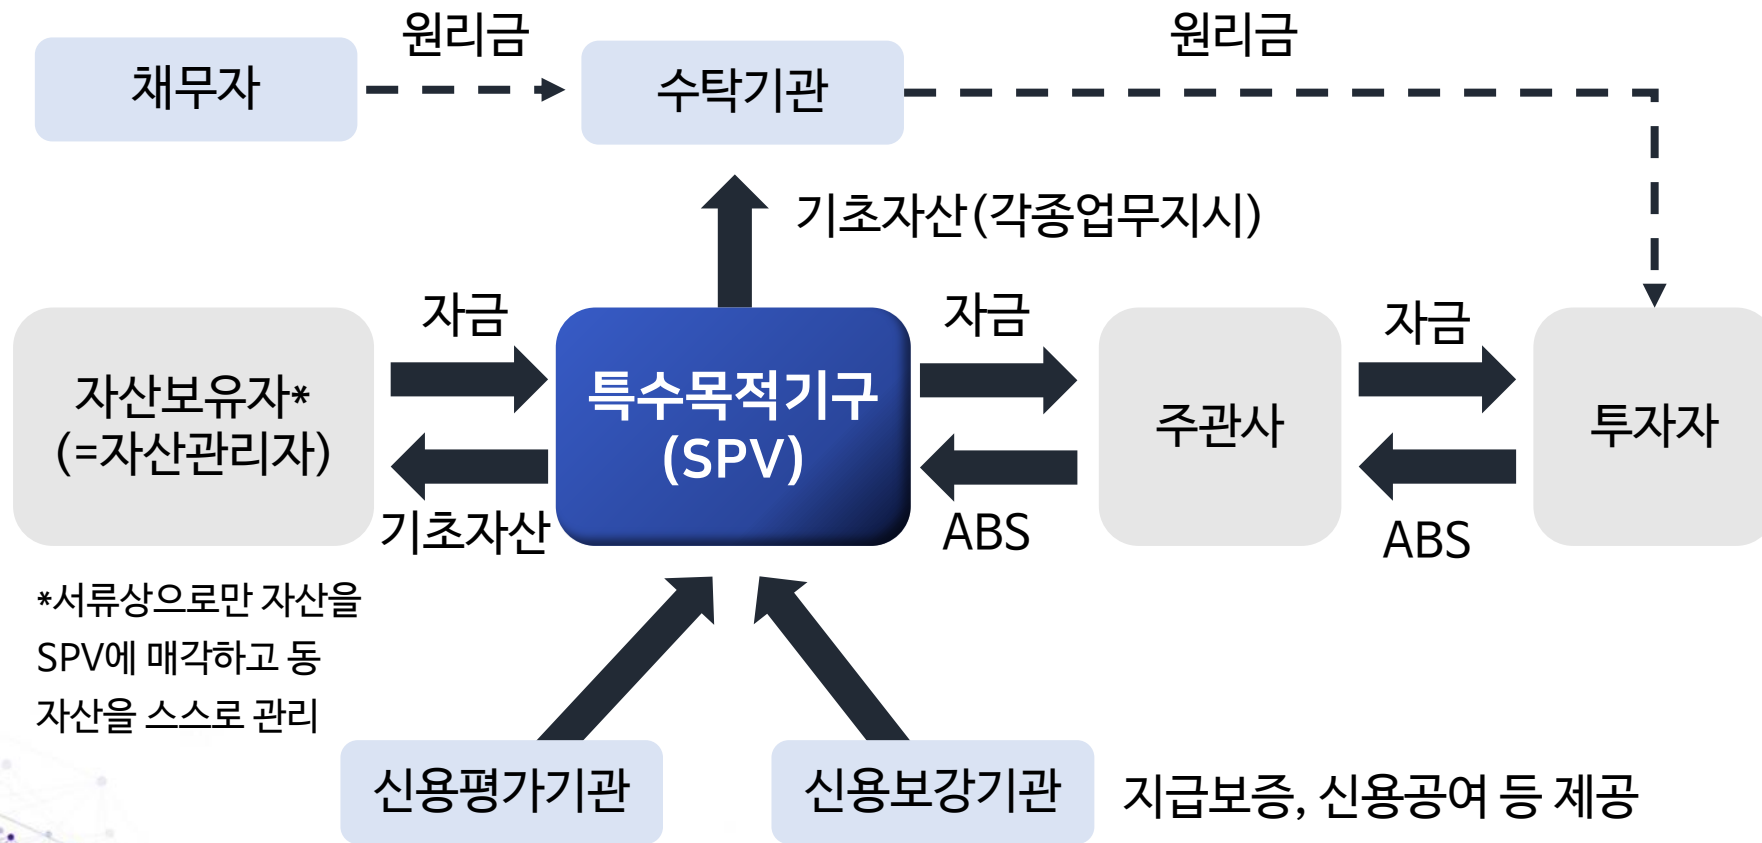 원리금
원리금
채무자
수탁기관
기초자산(각종업무지시)
자금
자금
자금
자산보유자*
(=자산관리자)
특수목적기구
(SPV)
주관사
투자자
기초자산
ABS
ABS
*서류상으로만 자산을
SPV에 매각하고 동
자산을 스스로 관리
신용평가기관
신용보강기관
지급보증, 신용공여 등 제공